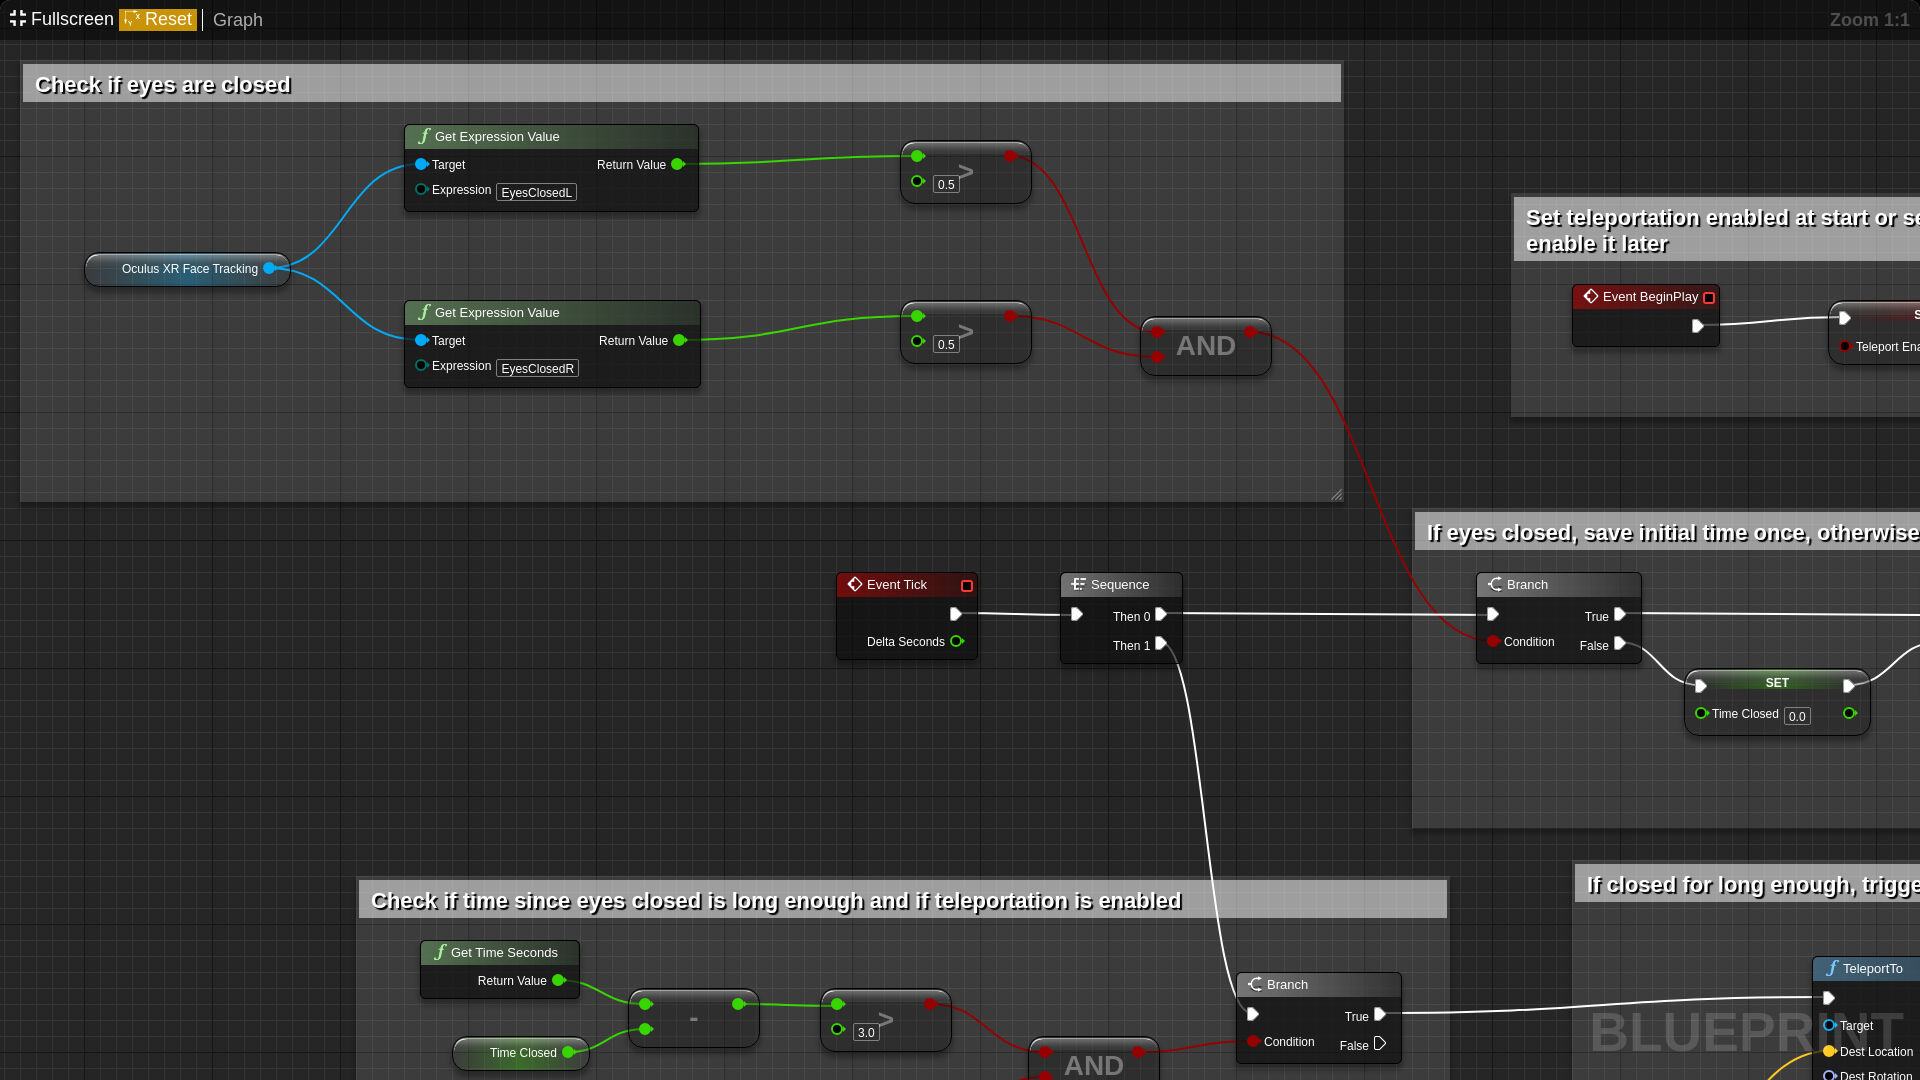 Fullscreen Reset Graph Zoom 1:1
Check if eyes are closed
Get Expression Value
Target Return Value
Expression EyesClosedL
>
0.5
Oculus XR Face Tracking
Get Expression Value
Target Return Value
Expression EyesClosedR
>
0.5
AND
Set teleportation enabled at start or se
enable it later
Event BeginPlay
S
Teleport Ena
If eyes closed, save initial time once, otherwise
Event Tick
Delta Seconds
Sequence
Then 0
Then 1
Branch
True
Condition False
SET
Time Closed 0.0
Check if time since eyes closed is long enough and if teleportation is enabled
Get Time Seconds
Return Value
Time Closed
-
>
3.0
AND
Branch
True
Condition False
If closed for long enough, trigge
TeleportTo
Target
Dest Location
Dest Rotation
BLUEPRINT